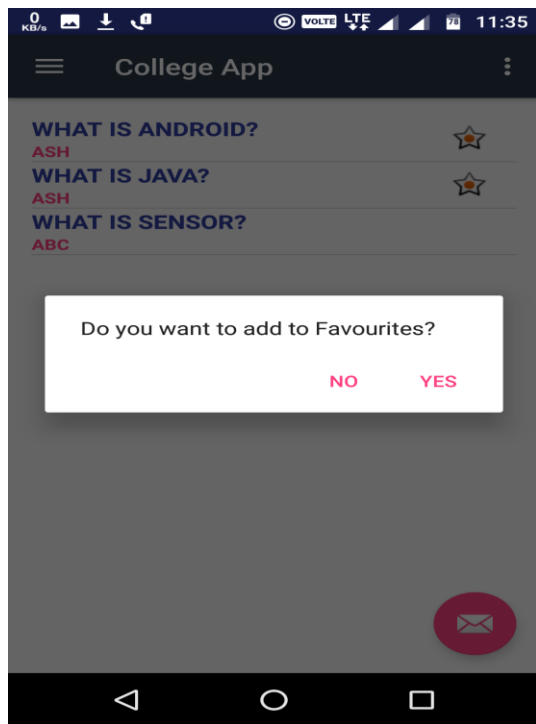 0 KB/s VOLTE LTE 78 11:35
College App
WHAT IS ANDROID?
ASH
WHAT IS JAVA?
ASH
WHAT IS SENSOR?
ABC
Do you want to add to Favourites?
NO YES